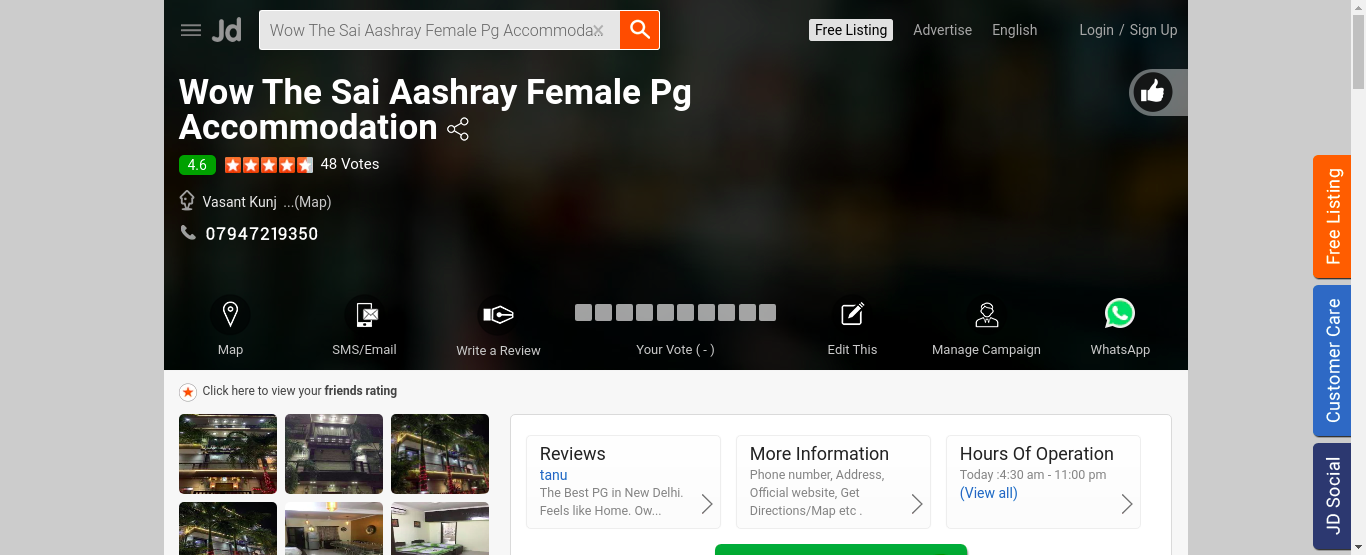 Jd
Wow The Sai Aashray Female Pg Accommoda
Free Listing
Advertise
English
Login / Sign Up
Wow The Sai Aashray Female Pg
Accommodation
4.6
48 Votes
Vasant Kunj ...(Map)
07947219350
Map
SMS/Email
Write a Review
Your Vote ( - )
Edit This
Manage Campaign
WhatsApp
Click here to view your friends rating
Reviews
tanu
The Best PG in New Delhi.
Feels like Home. Ow...
More Information
Phone number, Address,
Official website, Get
Directions/Map etc .
Hours Of Operation
Today :4:30 am - 11:00 pm
(View all)
Free Listing
Customer Care
JD Social